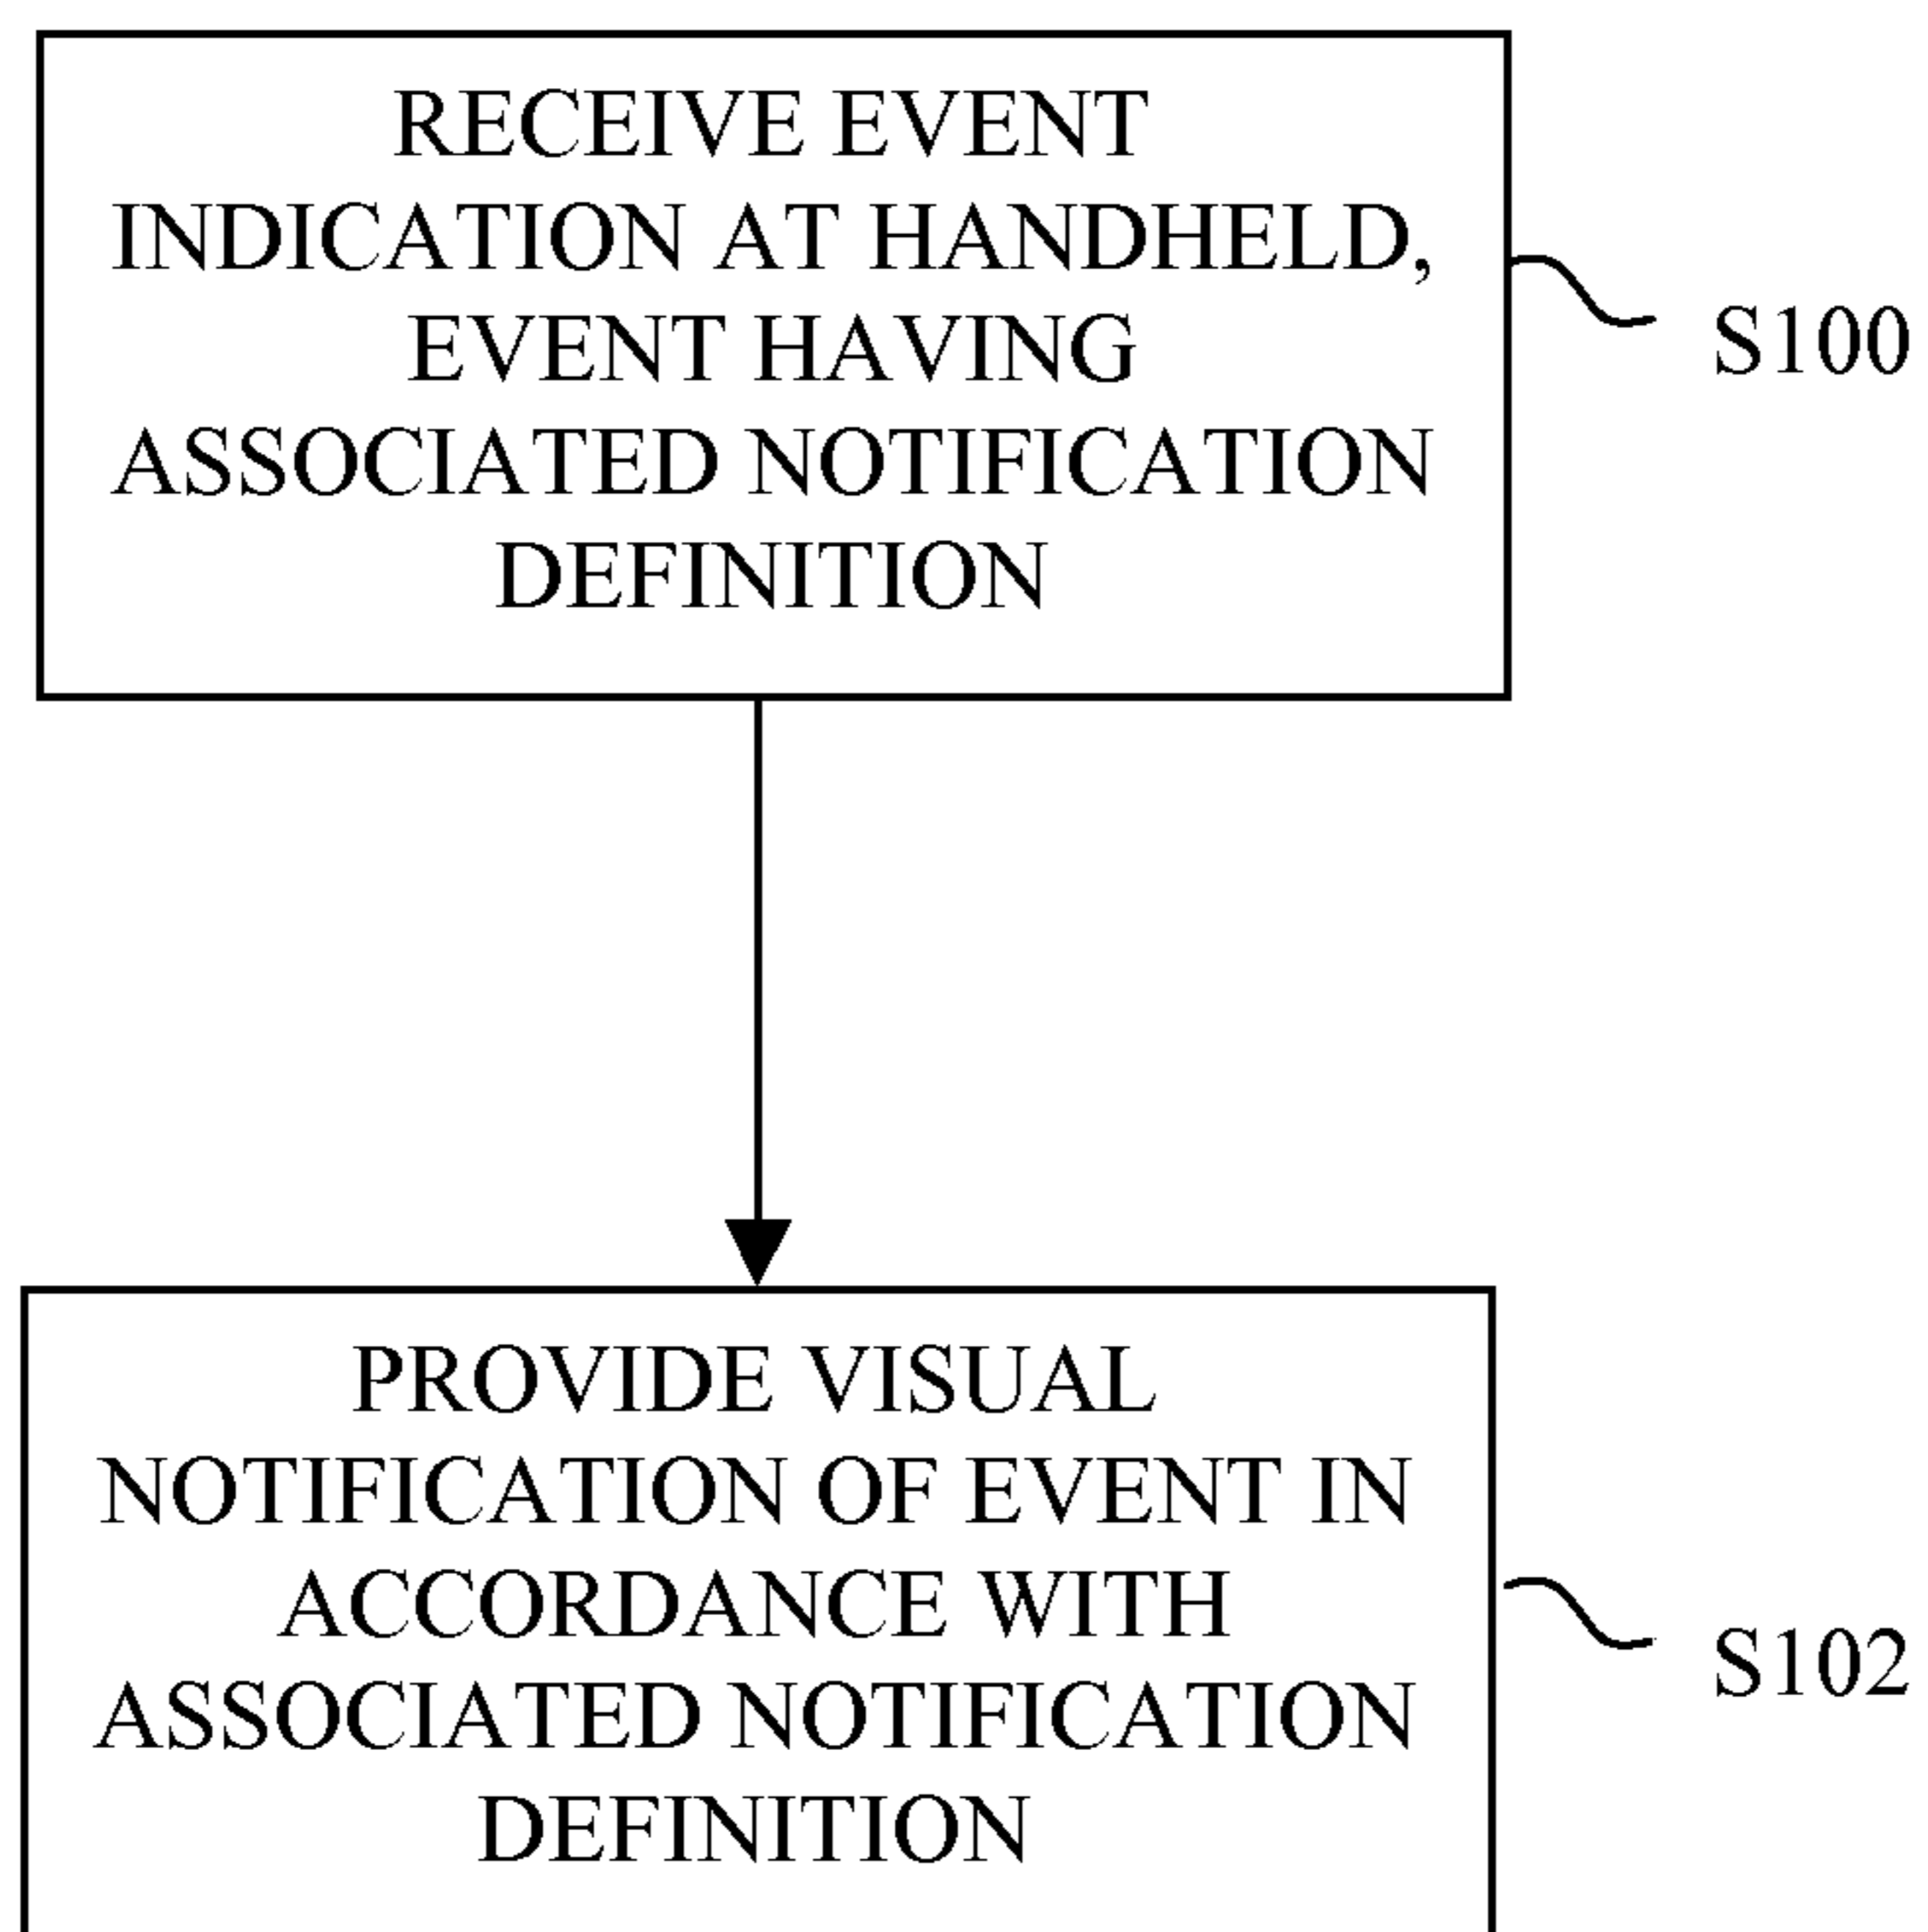 RECEIVE EVENT
INDICATION AT HANDHELD,
EVENT HAVING
ASSOCIATED NOTIFICATION
DEFINITION
S100
PROVIDE VISUAL
NOTIFICATION OF EVENT IN
ACCORDANCE WITH
ASSOCIATED NOTIFICATION
DEFINITION
S102